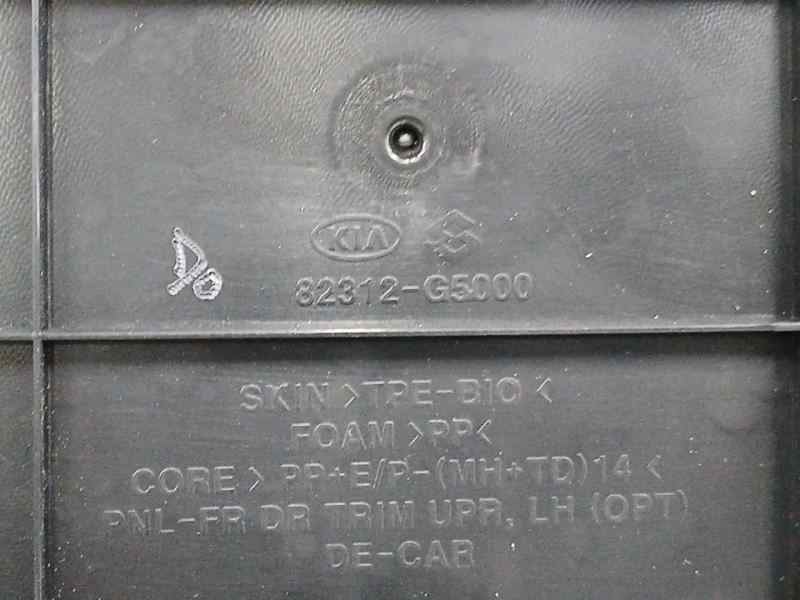 KIA
82312-G5000
SKIN >TPE-BIO<
FOAM >PP<
CORE > PP+E/P-(MH+TD)14 <
PNL-FR DR TRIM UPR, LH (OPT)
DE-CAR